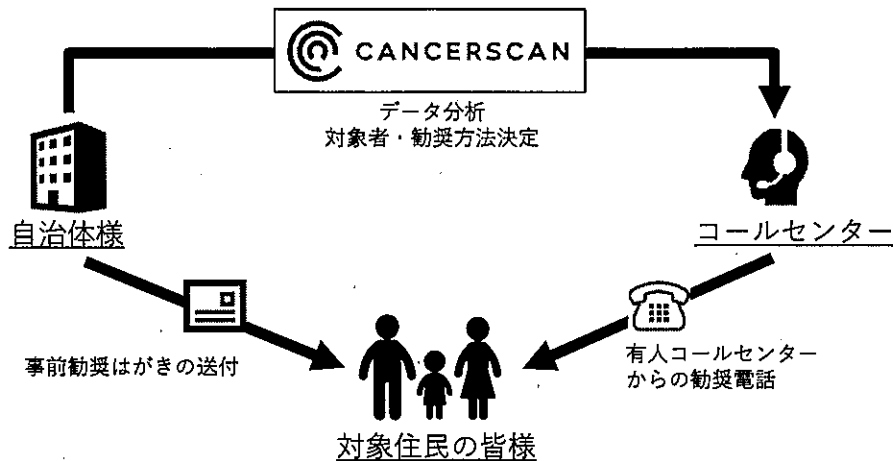 CANCERSCAN
データ分析
対象者・勧奨方法決定
自治体様
コールセンター
事前勧奨はがきの送付
有人コールセンター
からの勧奨電話
対象住民の皆様